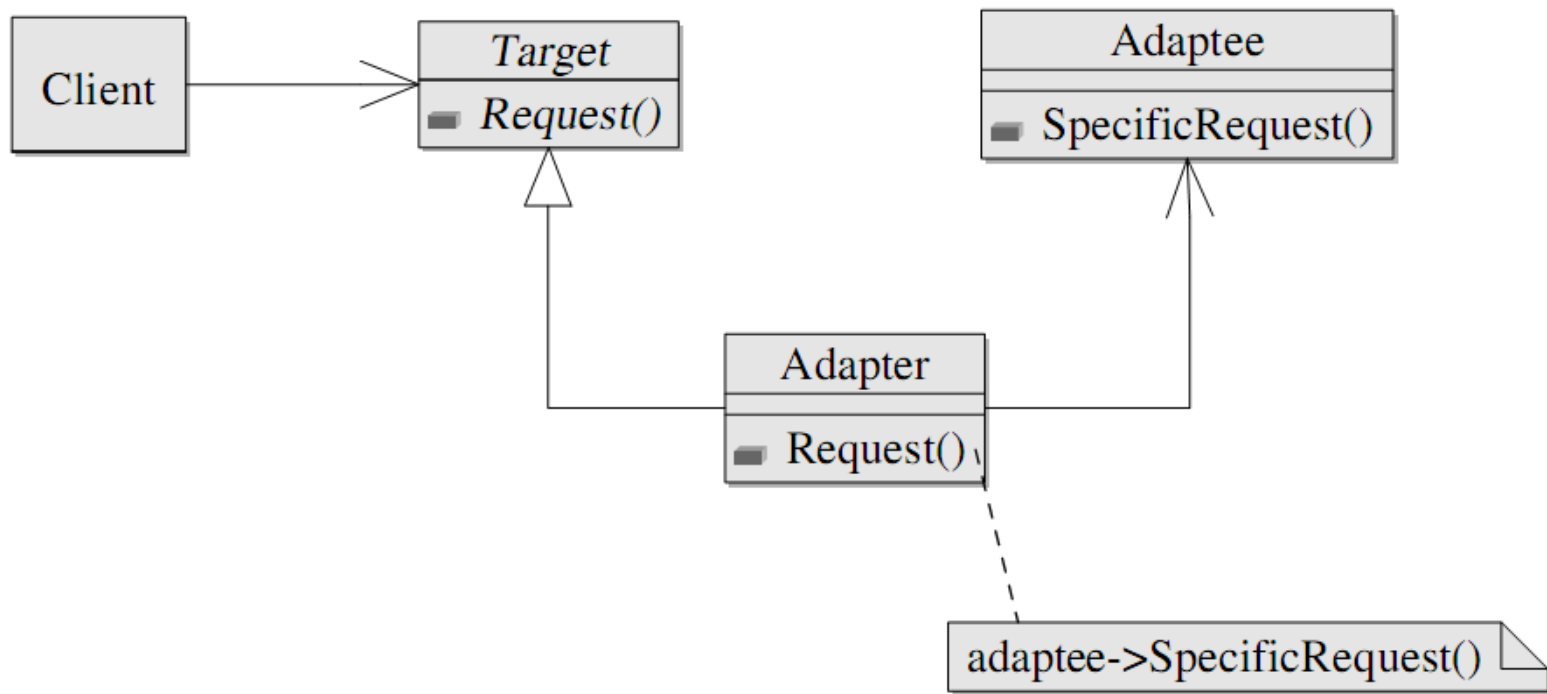 Client
Target
Request()
Adaptee
SpecificRequest()
Adapter
Request()
adaptee->SpecificRequest()